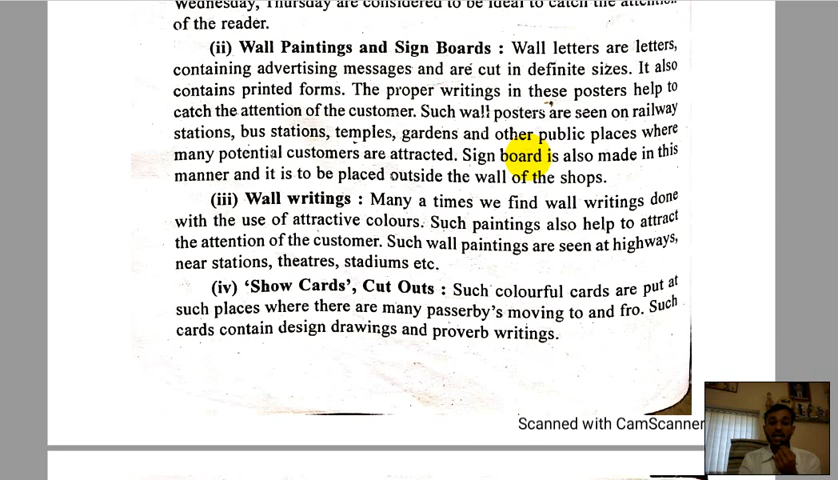 wednesday, Thursday are considered to be ideal to catch the attention
of the reader.
(ii) Wall Paintings and Sign Boards : Wall letters are letters,
containing advertising messages and are cut in definite sizes. It also
contains printed forms. The proper writings in these posters help to
catch the attention of the customer. Such wall posters are seen on railway
stations, bus stations, temples, gardens and other public places where
many potential customers are attracted. Sign board is also made in this
manner and it is to be placed outside the wall of the shops.
(iii) Wall writings : Many a times we find wall writings done
with the use of attractive colours. Such paintings also help to attract
the attention of the customer. Such wall paintings are seen at highways,
near stations, theatres, stadiums etc.
(iv) ‘Show Cards’, Cut Outs : Such colourful cards are put at
such places where there are many passerby’s moving to and fro. Such
cards contain design drawings and proverb writings.
Scanned with CamScanner